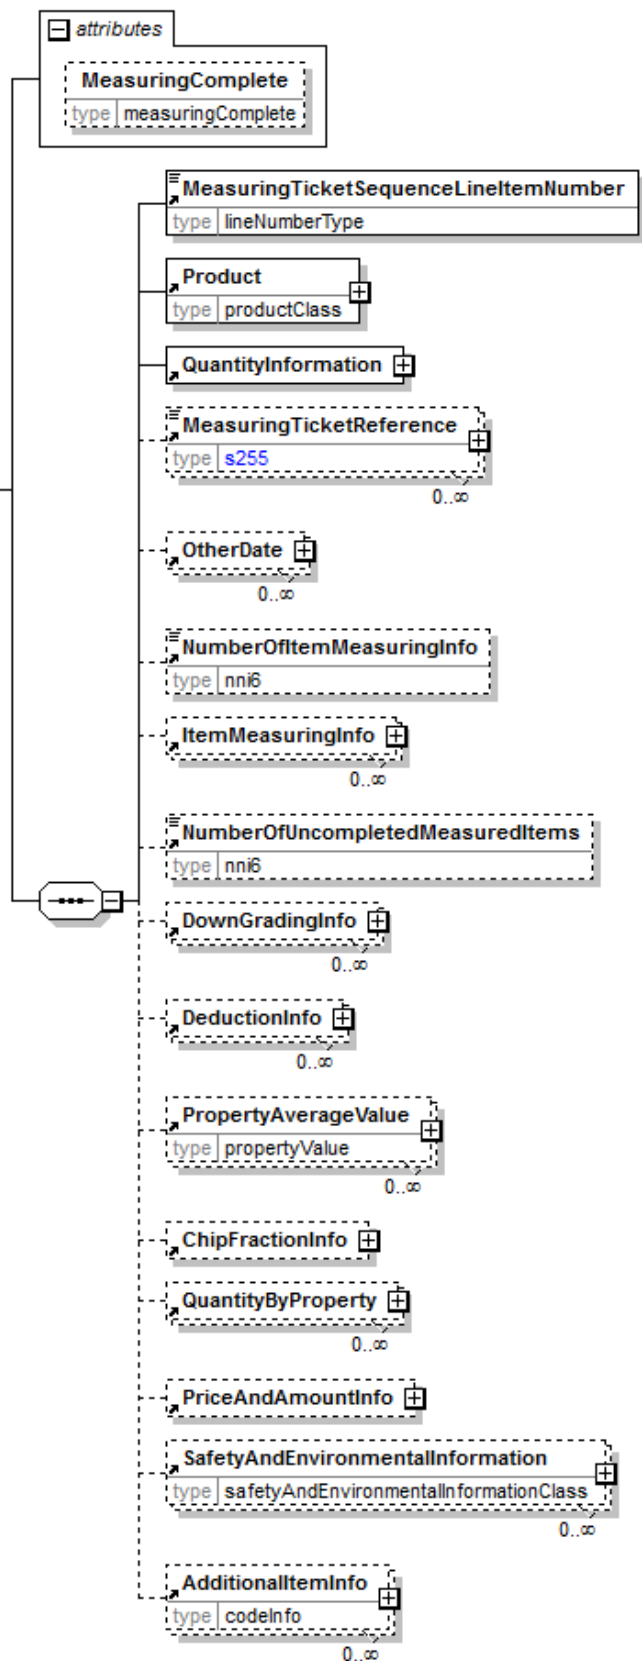 attributes
MeasuringComplete
type measuringComplete
MeasuringTicketSequenceLineItemNumber
type lineNumberType
Product
type productClass
QuantityInformation
MeasuringTicketReference
type s255
0..∞
OtherDate
0..∞
NumberOfItemMeasuringInfo
type nni6
ItemMeasuringInfo
0..∞
NumberOfUncompletedMeasuredItems
type nni6
DownGradingInfo
0..∞
DeductionInfo
0..∞
PropertyAverageValue
type propertyValue
0..∞
ChipFractionInfo
QuantityByProperty
0..∞
PriceAndAmountInfo
SafetyAndEnvironmentalInformation
type safetyAndEnvironmentalInformationClass
0..∞
AdditionalItemInfo
type codeInfo
0..∞